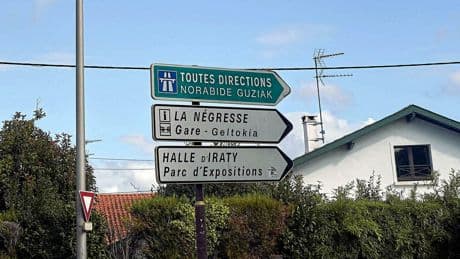 TOUTES DIRECTIONS
NORABIDE GUZIAK
i LA NÉGRESSE
Gare - Geltokia
HALLE D'IRATY
Parc d'Expositions